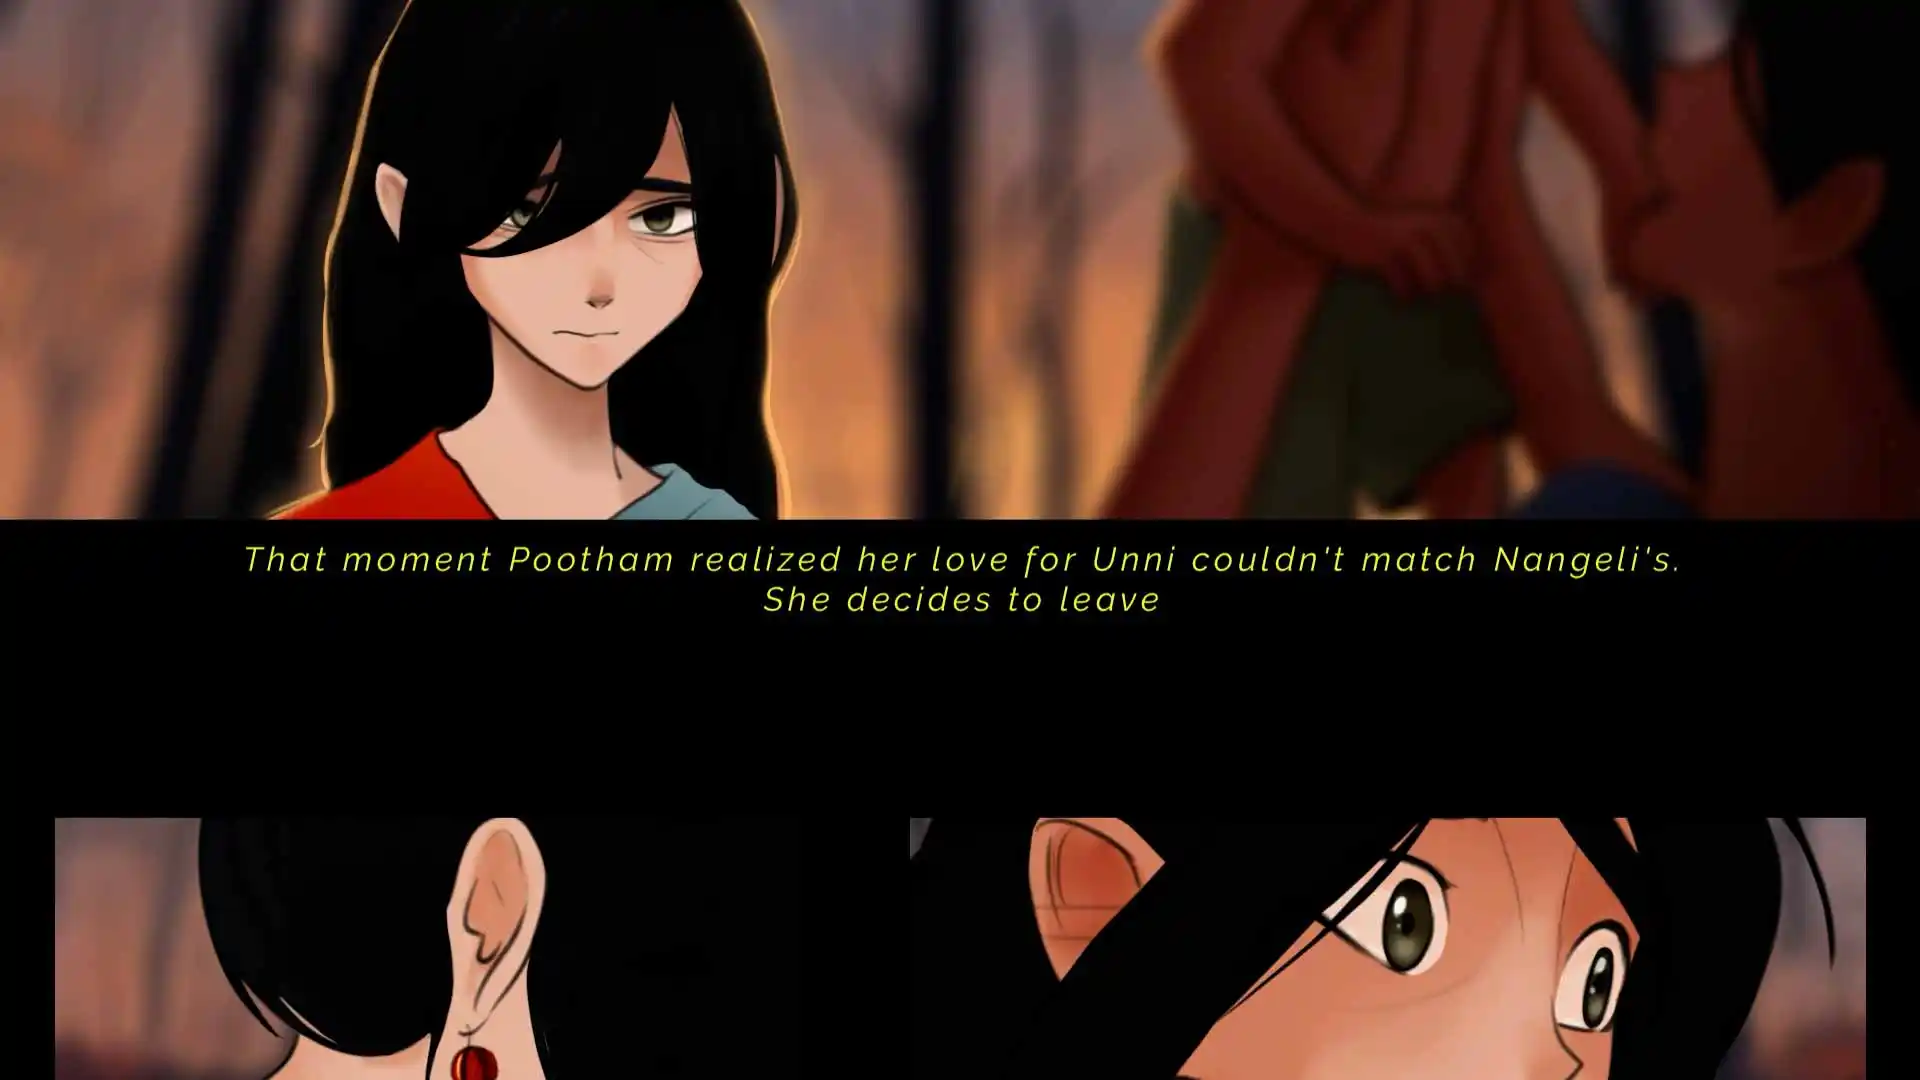 That moment Pootham realized her love for Unni couldn't match Nangeli's.
She decides to leave